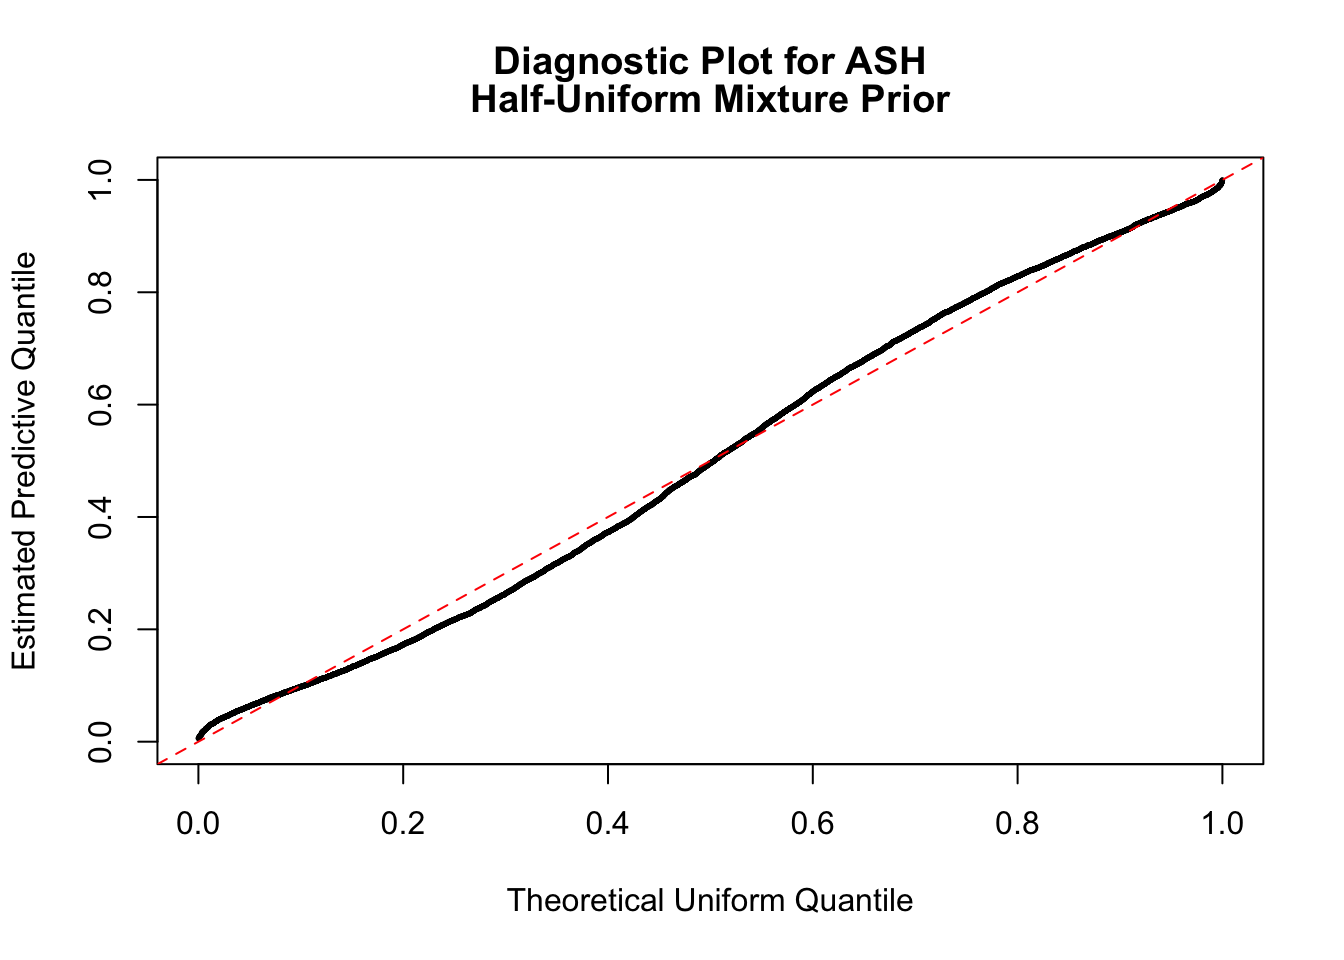 Diagnostic Plot for ASH
Half-Uniform Mixture Prior
Estimated Predictive Quantile
1.0
0.8
0.6
0.4
0.2
0.0
0.0 0.2 0.4 0.6 0.8 1.0
Theoretical Uniform Quantile